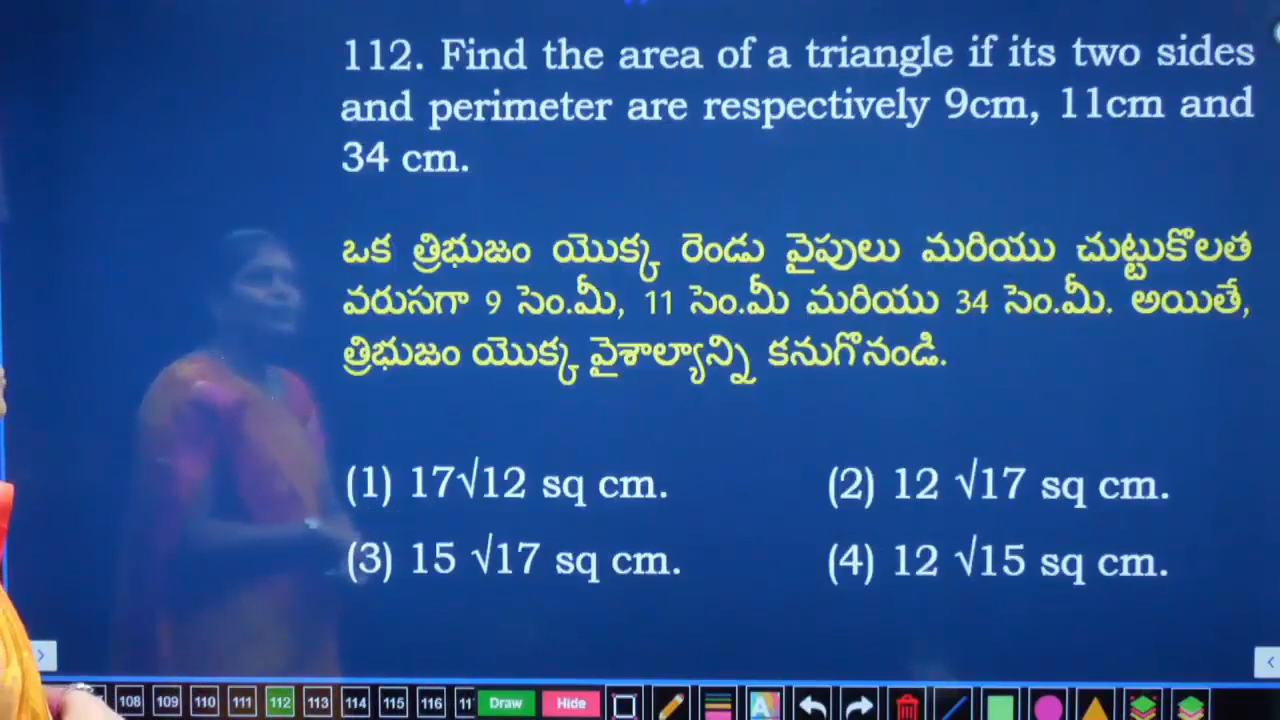 112. Find the area of a triangle if its two sides
and perimeter are respectively 9cm, 11cm and
34 cm.
ఒక త్రిభుజం యొక్క రెండు వైపులు మరియు చుట్టుకొలత
వరుసగా 9 సెం.మీ, 11 సెం.మీ మరియు 34 సెం.మీ. అయితే,
త్రిభుజం యొక్క వైశాల్యాన్ని కనుగొనండి.
(1) 17√12 sq cm. (2) 12 √17 sq cm.
(3) 15 √17 sq cm. (4) 12 √15 sq cm.
108 109 110 111 112 113 114 115 116 Draw Hide A